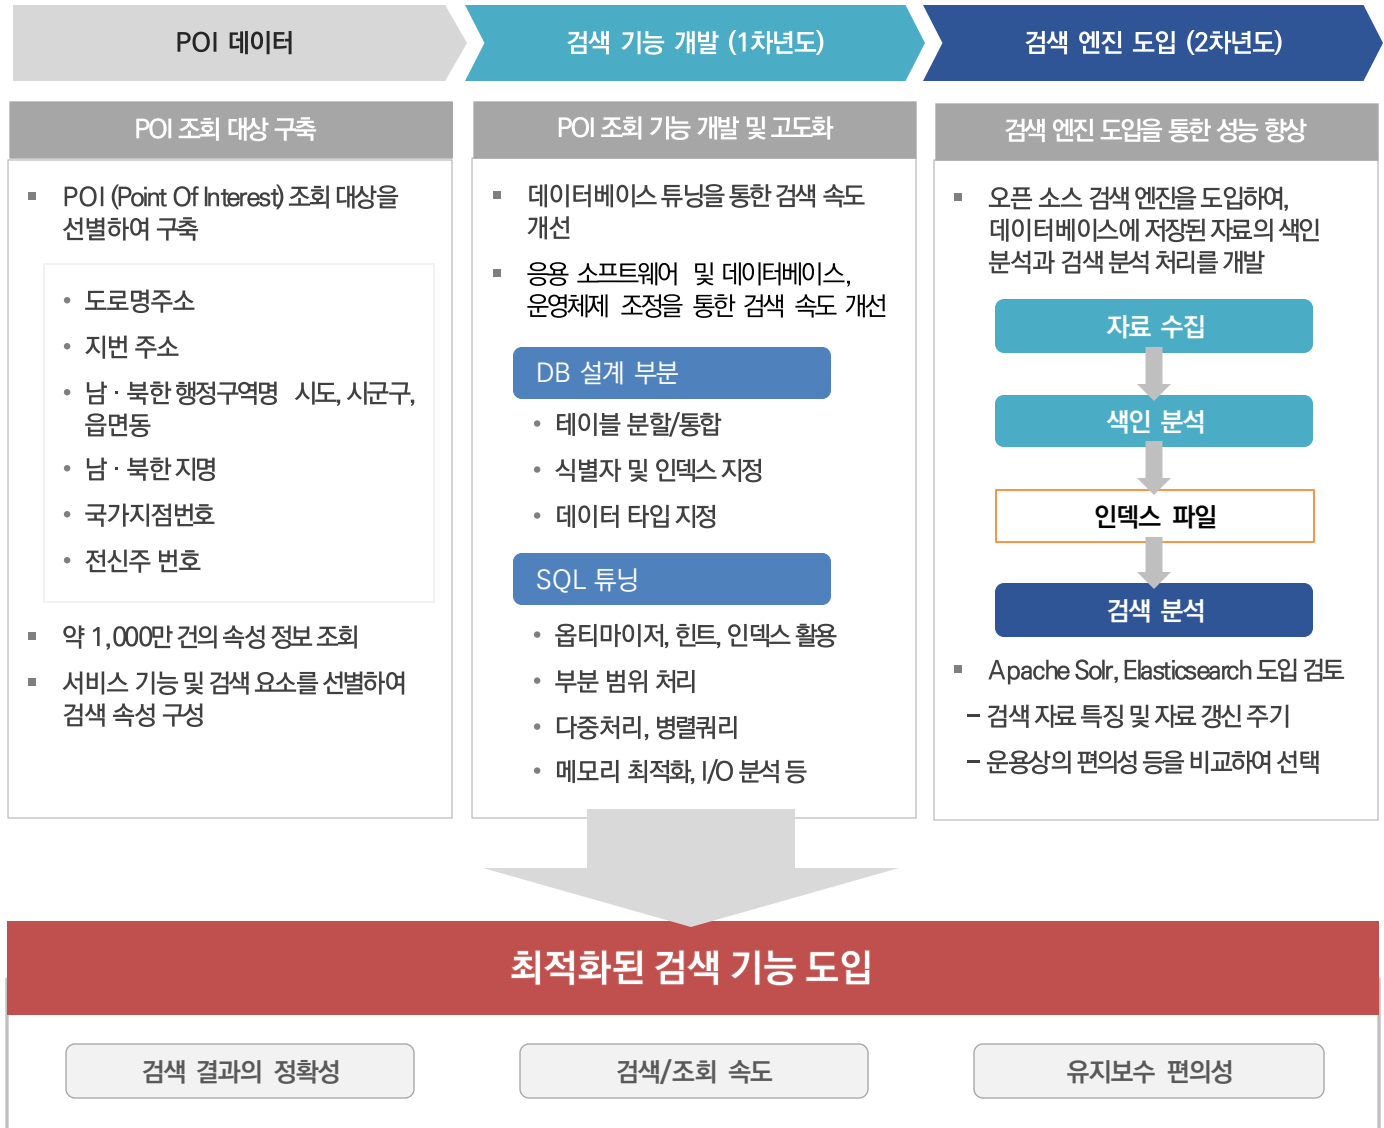 POI 데이터
검색 기능 개발 (1차년도)
검색 엔진 도입 (2차년도)
POI 조회 대상 구축
▪ POI (Point Of Interest) 조회 대상을
선별하여 구축
• 도로명주소
• 지번 주소
• 남 · 북한 행정구역명 시도, 시군구,
읍면동
• 남 · 북한 지명
• 국가지점번호
• 전신주 번호
▪ 약 1,000만 건의 속성 정보 조회
▪ 서비스 기능 및 검색 요소를 선별하여
검색 속성 구성
POI 조회 기능 개발 및 고도화
▪ 데이터베이스 튜닝을 통한 검색 속도
개선
▪ 응용 소프트웨어 및 데이터베이스,
운영체제 조정을 통한 검색 속도 개선
DB 설계 부분
• 테이블 분할/통합
• 식별자 및 인덱스 지정
• 데이터 타입 지정
SQL 튜닝
• 옵티마이저, 힌트, 인덱스 활용
• 부분 범위 처리
• 다중처리, 병렬쿼리
• 메모리 최적화, I/O 분석 등
검색 엔진 도입을 통한 성능 향상
▪ 오픈 소스 검색 엔진을 도입하여,
데이터베이스에 저장된 자료의 색인
분석과 검색 분석 처리를 개발
자료 수집
색인 분석
인덱스 파일
검색 분석
▪ Apache Solr, Elasticsearch 도입 검토
– 검색 자료 특징 및 자료 갱신 주기
– 운용상의 편의성 등을 비교하여 선택
최적화된 검색 기능 도입
검색 결과의 정확성
검색/조회 속도
유지보수 편의성